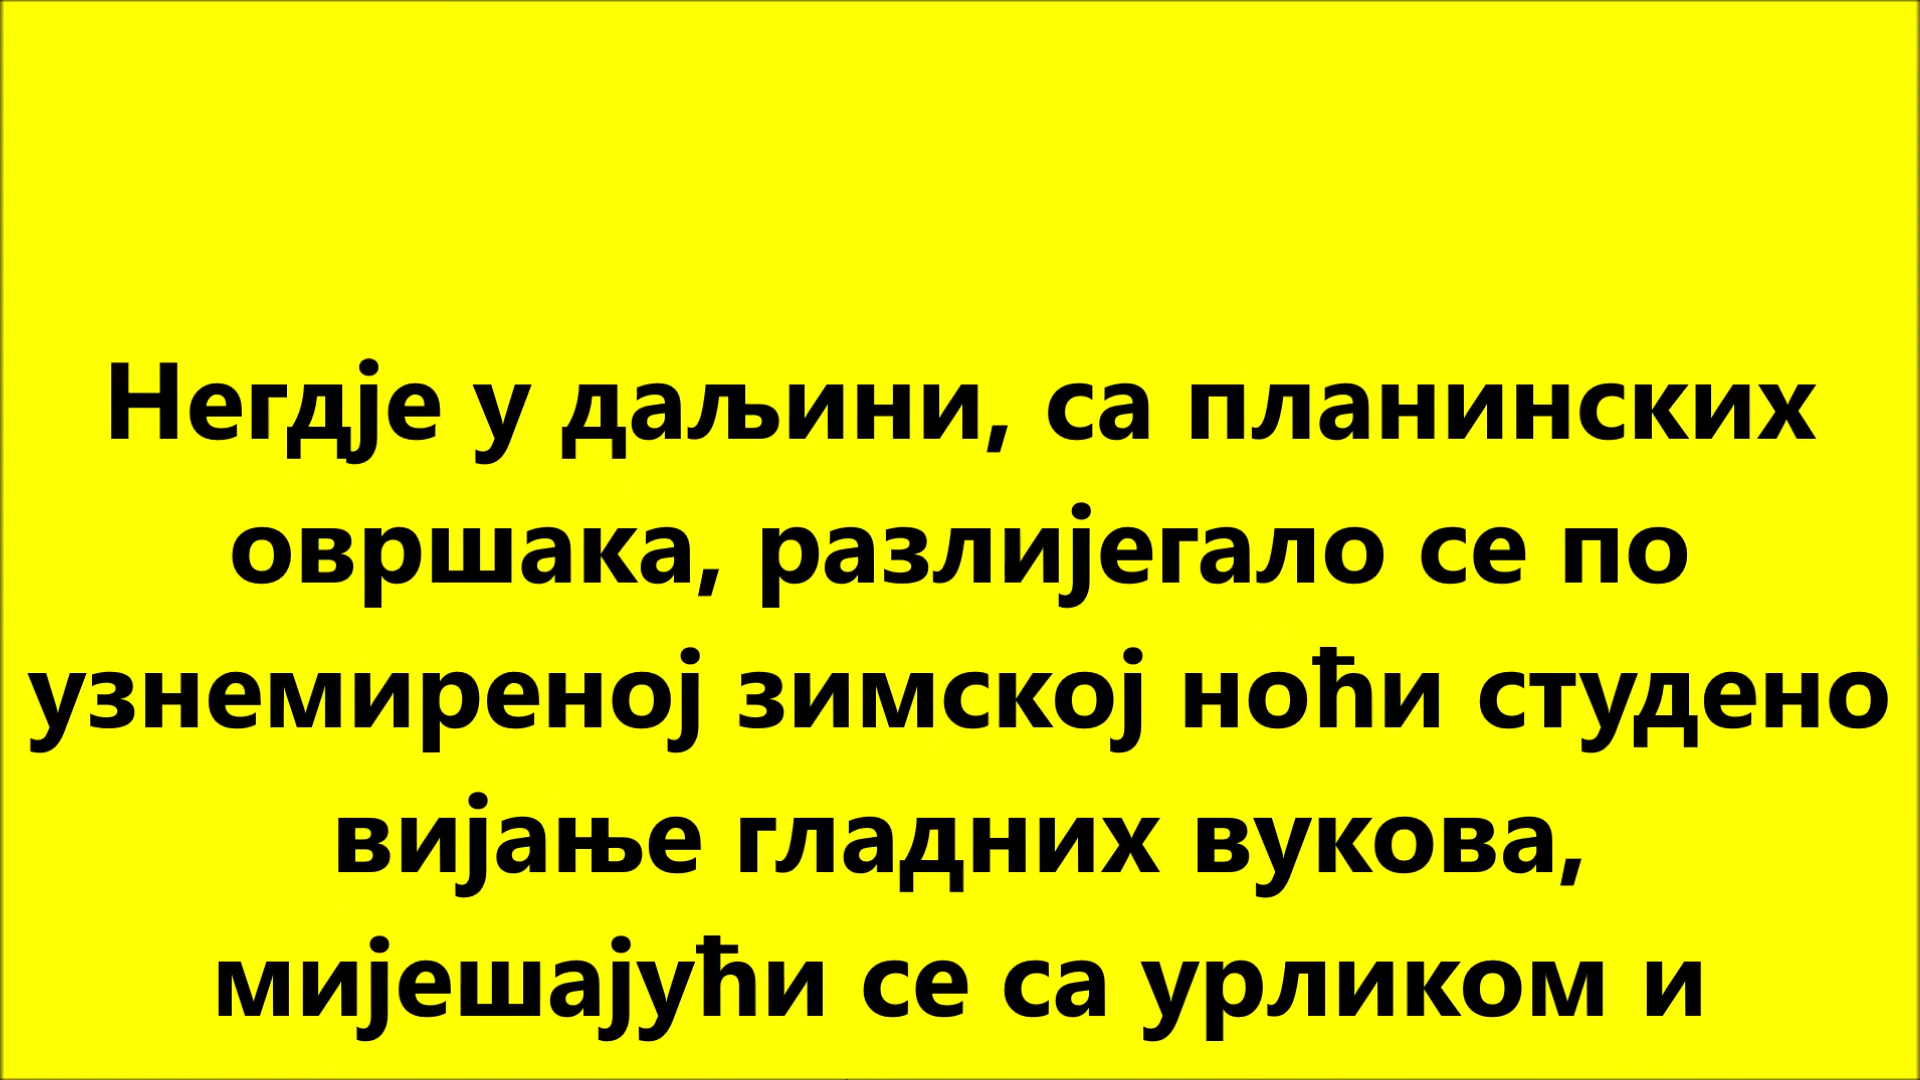 Негдје у даљини, са планинских
овршака, разлијегало се по
узнемиреној зимској ноћи студено
вијање гладних вукова,
мијешајући се са урликом и